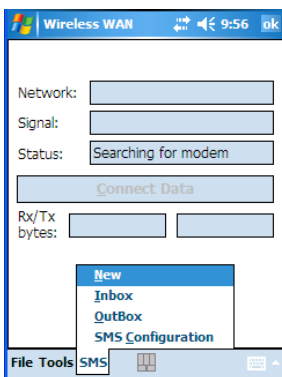 Wireless WAN 9:56 ok
Network:
Signal:
Status: Searching for modem
Connect Data
Rx/Tx
bytes:
New
Inbox
OutBox
SMS Configuration
File Tools SMS